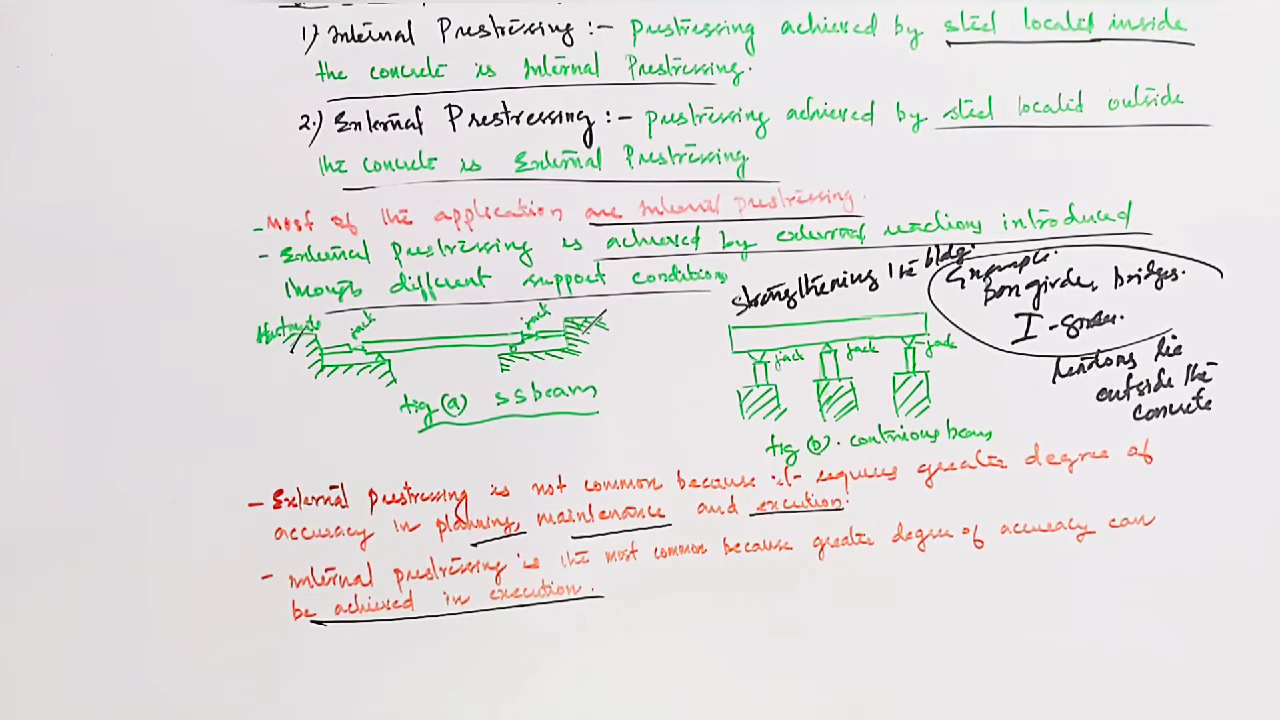 1) Internal Prestressing :- prestressing achieved by steel located inside
the concrete is Internal Prestressing.
2.) External Prestressing :- prestressing achieved by steel located outside
the concrete is External Prestressing
- Most of the application are internal prestressing.
- External prestressing is achieved by external reactions introduced
through different support conditions
strengthening the bldg.
Example.
Box girder, bridges.
I - Girder.
tendons lie
outside the
concrete
jack
jack
fig (a) SS beam
jack
jack
jack
fig (b). continious beam
- External prestressing is not common because it requires greater degree of
accuracy in planning, maintenance and excution.
- internal prestressing is the most common because greater degree of accuracy can
be achieved in execution.